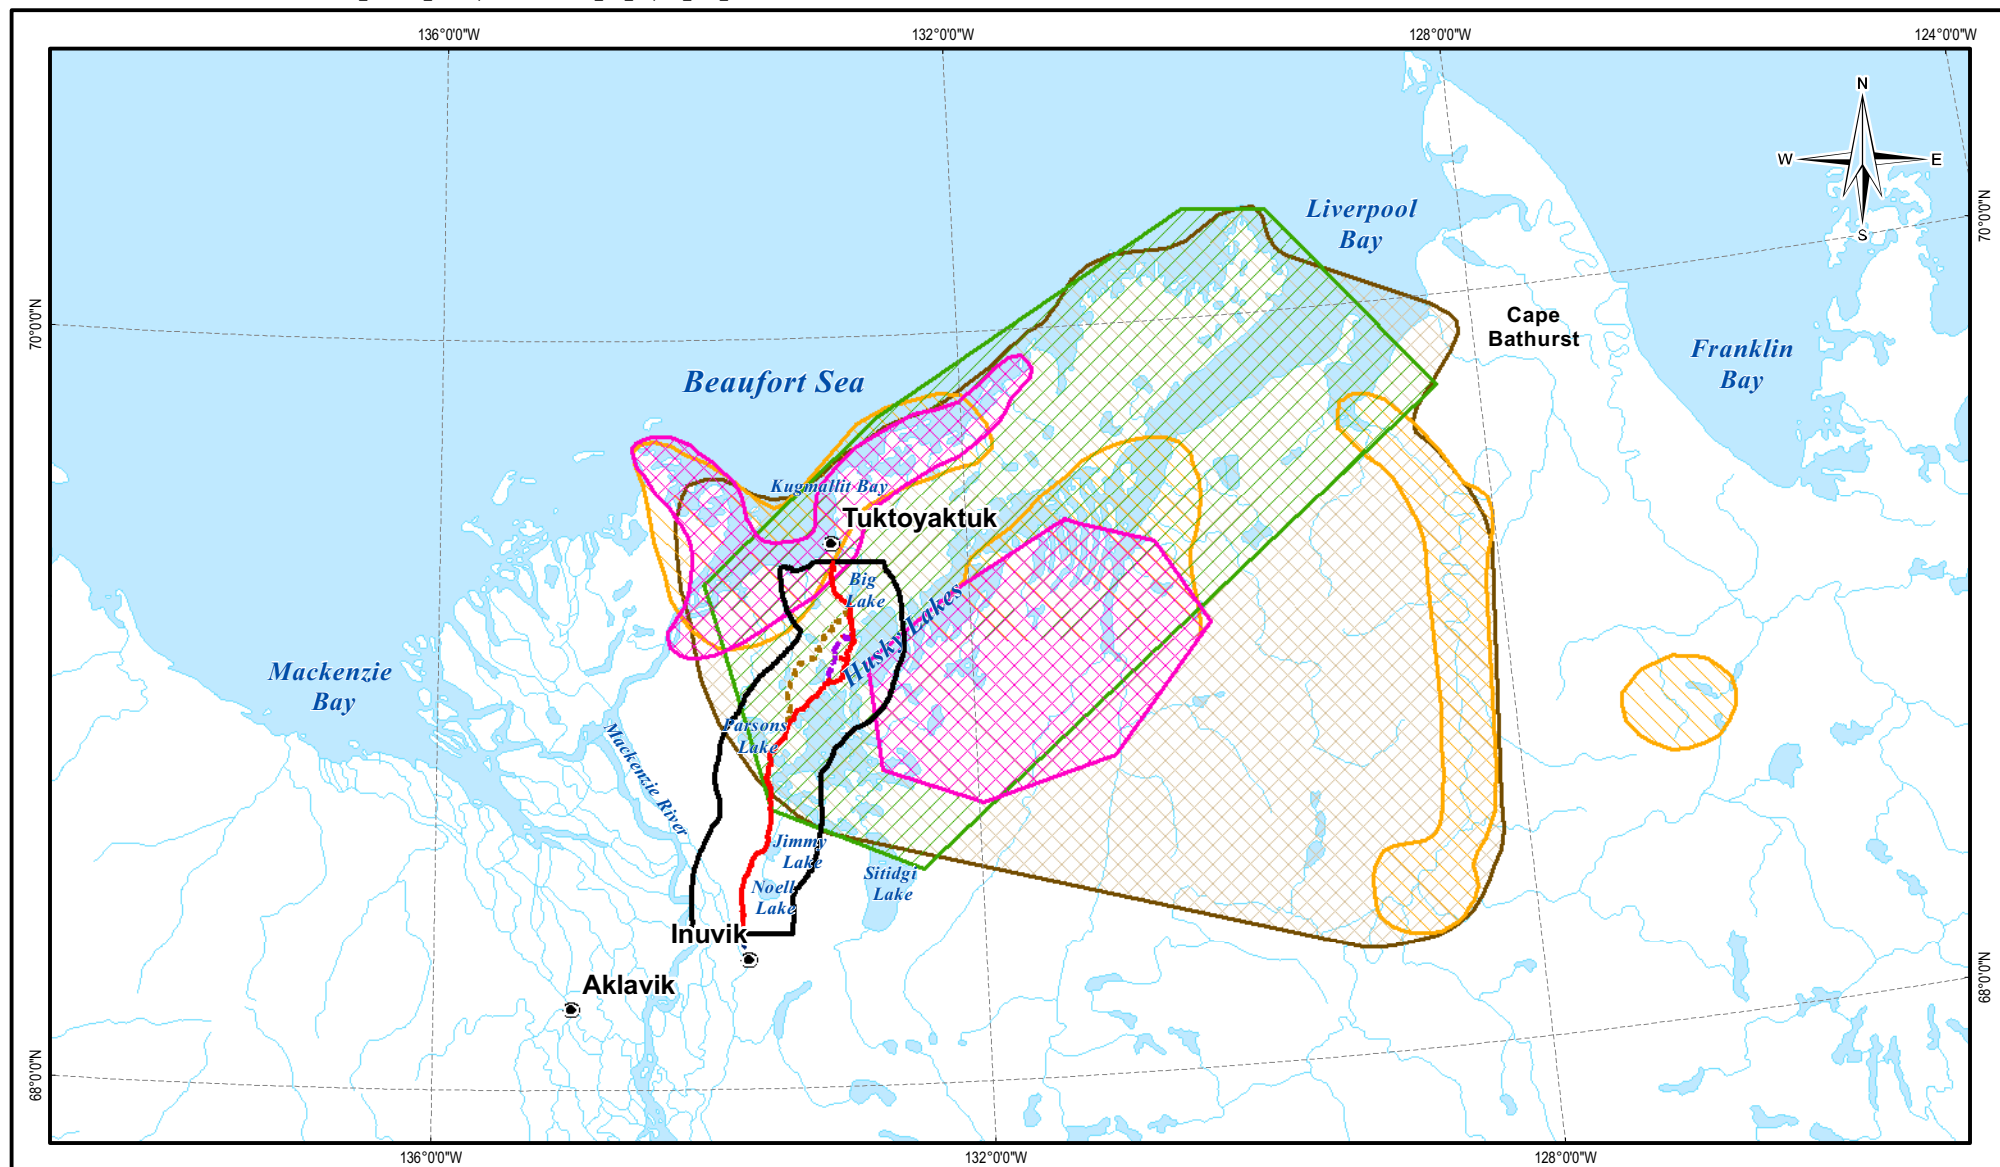 136°0'0"W
132°0'0"W
128°0'0"W
124°0'0"W
N
W
E
S
70°0'0"N
70°0'0"N
Liverpool
Bay
Cape
Bathurst
Franklin
Bay
Beaufort Sea
Kugmallit Bay
Tuktoyaktuk
Big
Lake
Husky Lakes
Mackenzie
Bay
Parsons
Lake
Mackenzie River
Jimmy
Lake
Sitidgi
Lake
Noell
Lake
Inuvik
Aklavik
68°0'0"N
68°0'0"N
136°0'0"W
132°0'0"W
128°0'0"W